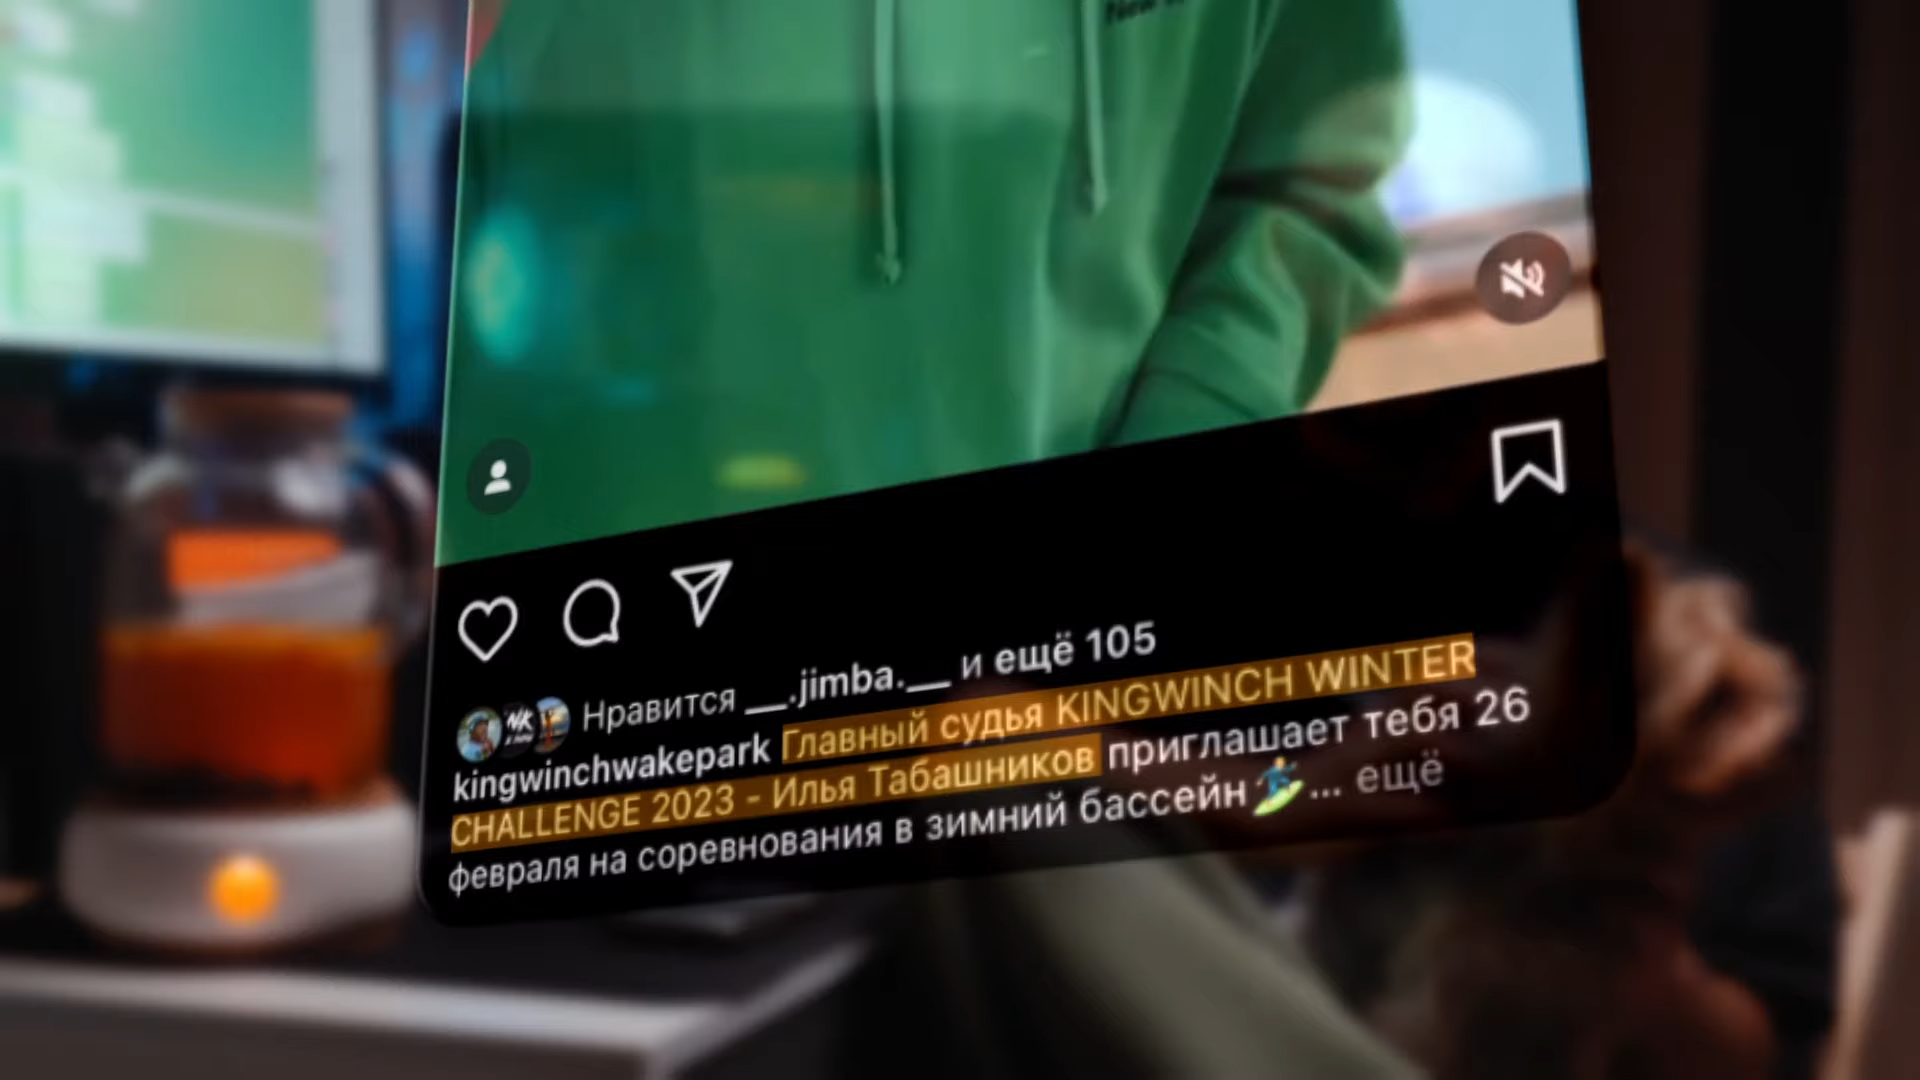 Нравится __.jimba.__ и ещё 105
kingwinchwakepark Главный судья KINGWINCH WINTER
CHALLENGE 2023 - Илья Табашников приглашает тебя 26
февраля на соревнования в зимний бассейн🏄... ещё